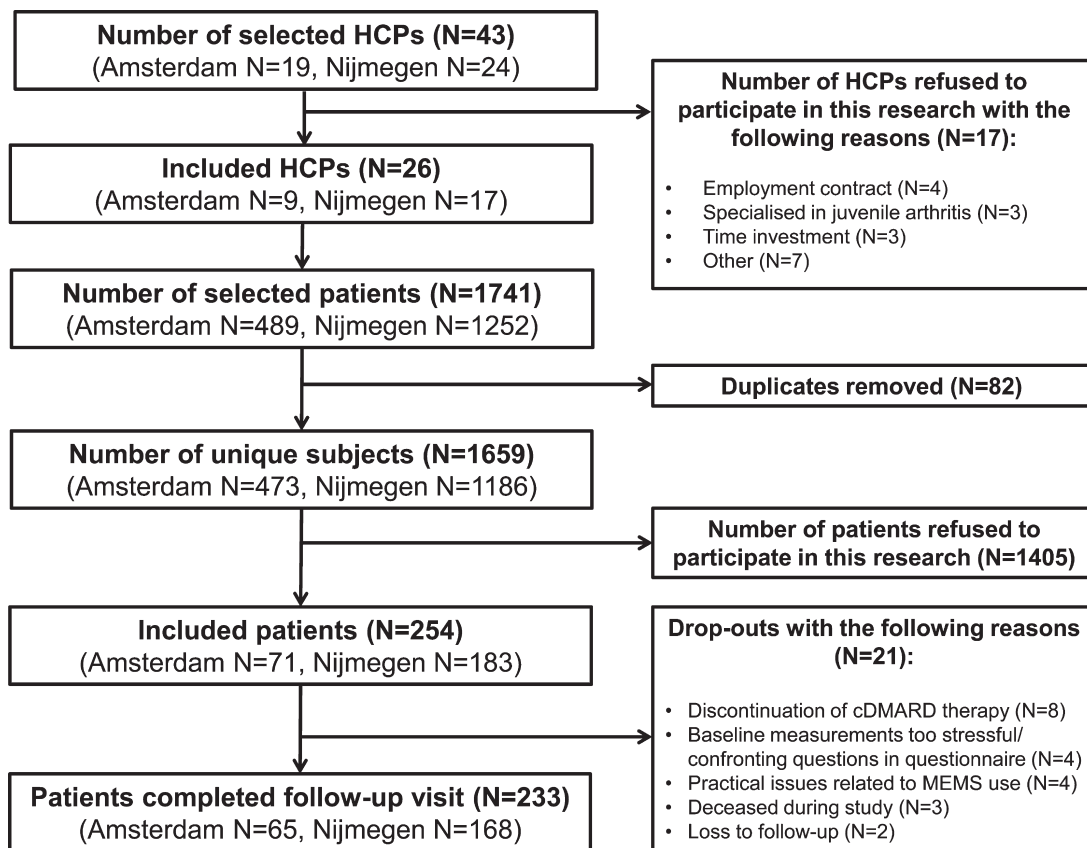 Number of selected HCPs (N=43)
(Amsterdam N=19, Nijmegen N=24)
Number of HCPs refused to
participate in this research with the
following reasons (N=17):
• Employment contract (N=4)
• Specialised in juvenile arthritis (N=3)
• Time investment (N=3)
• Other (N=7)
Included HCPs (N=26)
(Amsterdam N=9, Nijmegen N=17)
Number of selected patients (N=1741)
(Amsterdam N=489, Nijmegen N=1252)
Duplicates removed (N=82)
Number of unique subjects (N=1659)
(Amsterdam N=473, Nijmegen N=1186)
Number of patients refused to
participate in this research (N=1405)
Included patients (N=254)
(Amsterdam N=71, Nijmegen N=183)
Drop-outs with the following reasons
(N=21):
• Discontinuation of cDMARD therapy (N=8)
• Baseline measurements too stressful/
confronting questions in questionnaire (N=4)
• Practical issues related to MEMS use (N=4)
• Deceased during study (N=3)
• Loss to follow-up (N=2)
Patients completed follow-up visit (N=233)
(Amsterdam N=65, Nijmegen N=168)